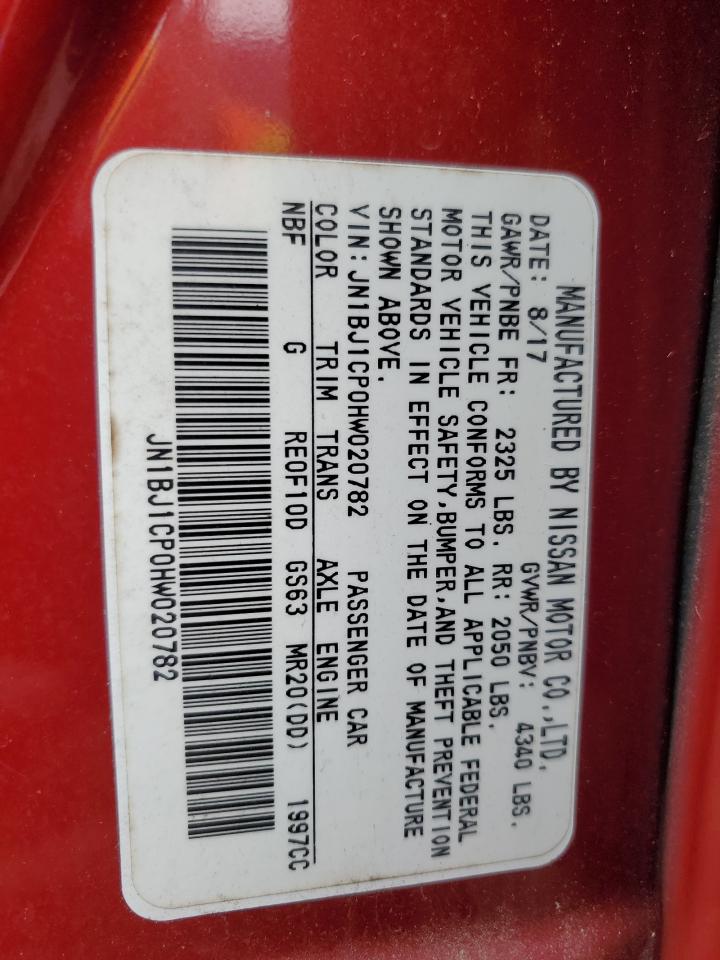 MANUFACTURED BY NISSAN MOTOR CO.,LTD.
DATE: 8/17 GVWR/PNBV: 4340 LBS.
GAWR/PNBE FR: 2325 LBS. RR: 2050 LBS.
THIS VEHICLE CONFORMS TO ALL APPLICABLE FEDERAL
MOTOR VEHICLE SAFETY,BUMPER,AND THEFT PREVENTION
STANDARDS IN EFFECT ON THE DATE OF MANUFACTURE
SHOWN ABOVE.
VIN: JN1BJ1CP0HW020782 PASSENGER CAR
COLOR TRIM TRANS AXLE ENGINE
NBF G RE0F10D GS63 MR20(DD) 1997CC
JN1BJ1CP0HW020782